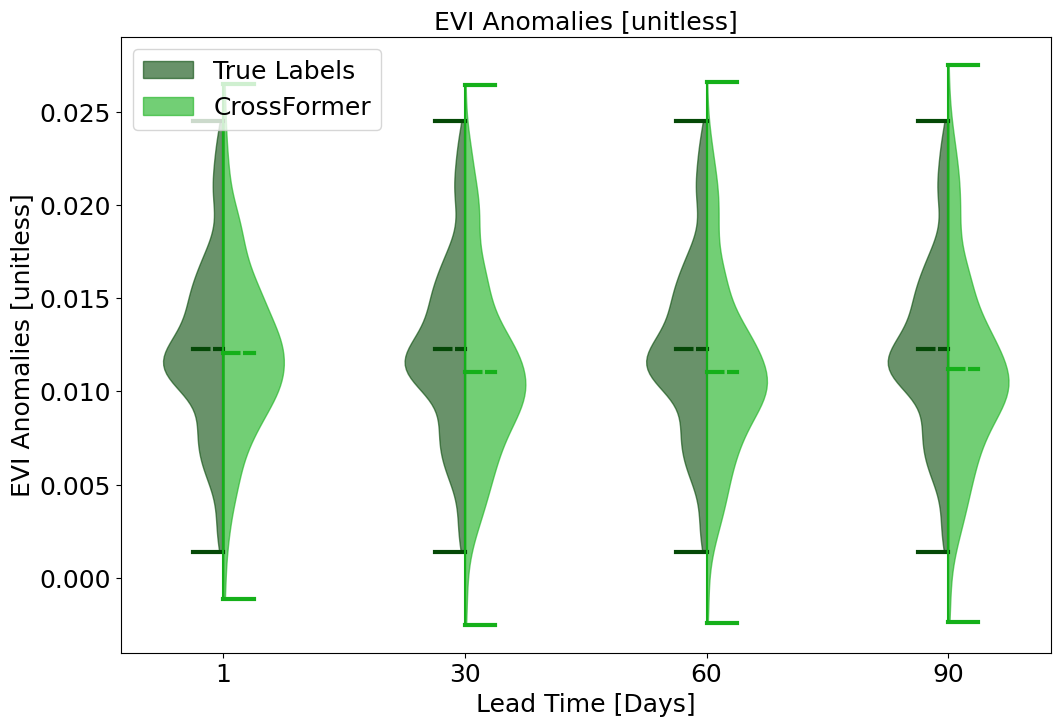 EVI Anomalies [unitless]
True Labels
CrossFormer
EVI Anomalies [unitless]
0.025
0.020
0.015
0.010
0.005
0.000
1 30 60 90
Lead Time [Days]